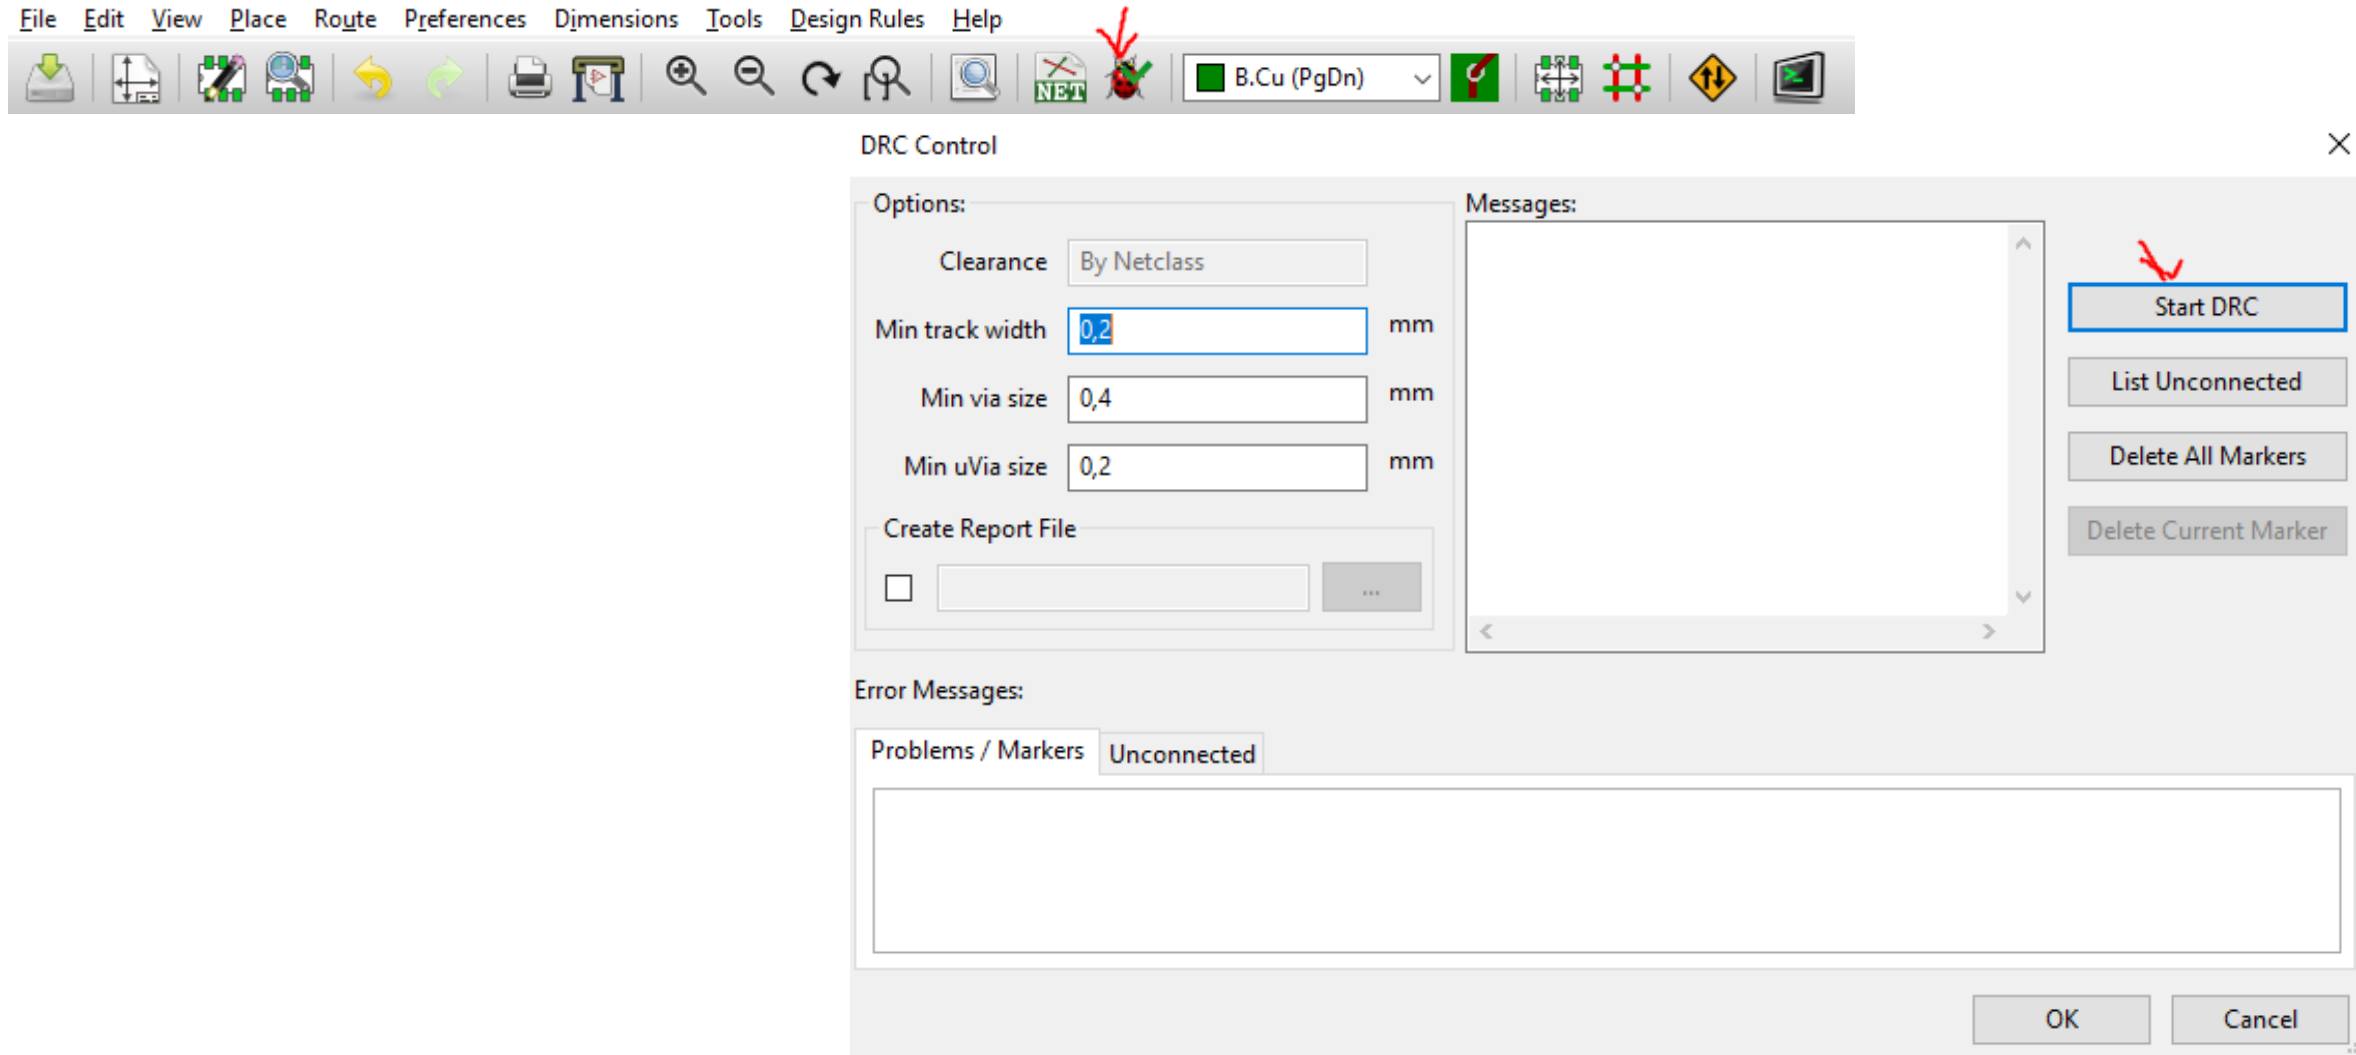 File Edit View Place Route Preferences Dimensions Tools Design Rules Help
NET
B.Cu (PgDn)
DRC Control
Options:
Clearance By Netclass
Min track width 0,2 mm
Min via size 0,4 mm
Min uVia size 0,2 mm
Create Report File
...
Messages:
Start DRC
List Unconnected
Delete All Markers
Delete Current Marker
Error Messages:
Problems / Markers Unconnected
OK Cancel